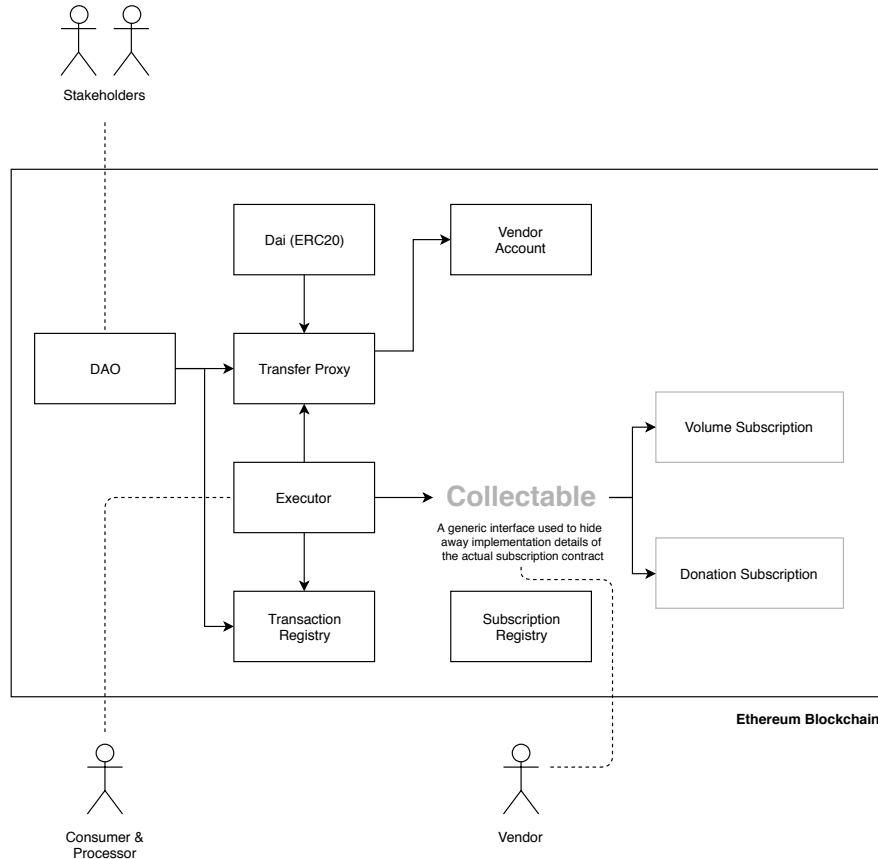 Stakeholders
Dai (ERC20)
Vendor
Account
DAO
Transfer Proxy
Volume Subscription
Executor
Collectable
A generic interface used to hide
away implementation details of
the actual subscription contract
Donation Subscription
Transaction
Registry
Subscription
Registry
Ethereum Blockchain
Consumer &
Processor
Vendor